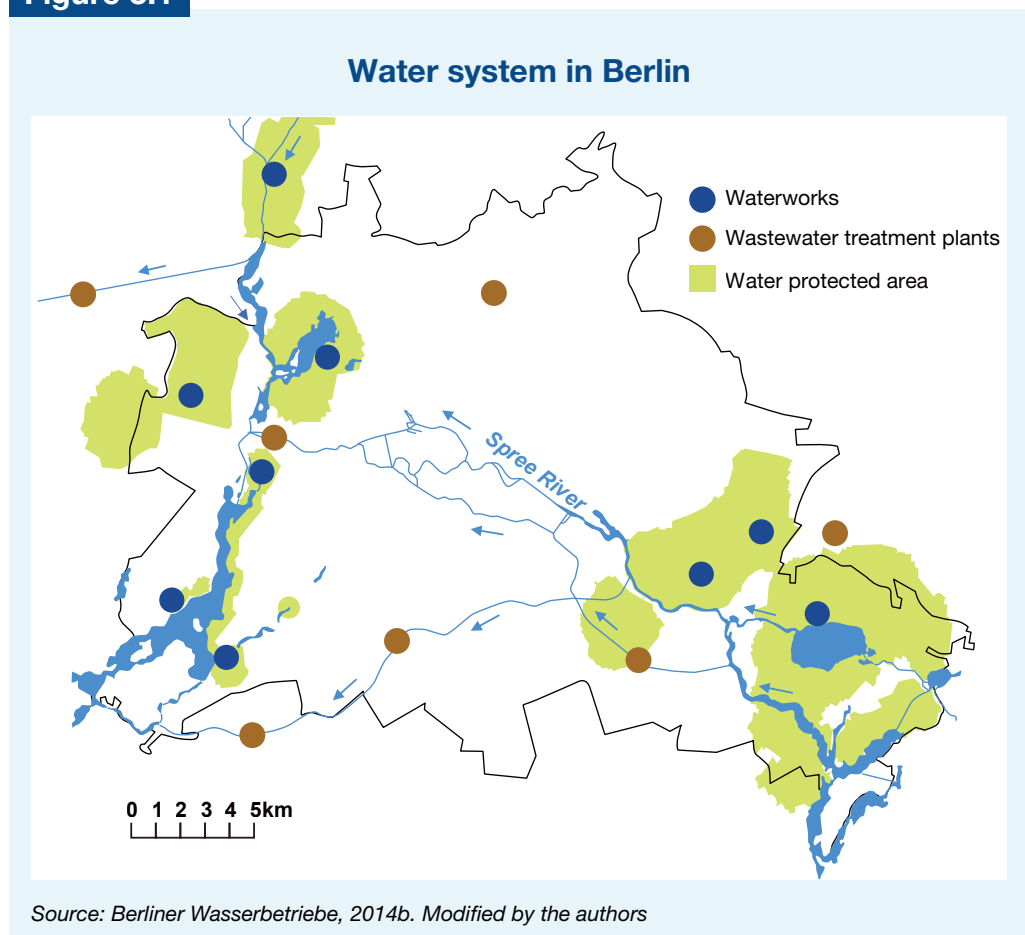 Water system in Berlin
Waterworks
Wastewater treatment plants
Water protected area
Spree River
0 1 2 3 4 5km
Source: Berliner Wasserbetriebe, 2014b. Modified by the authors